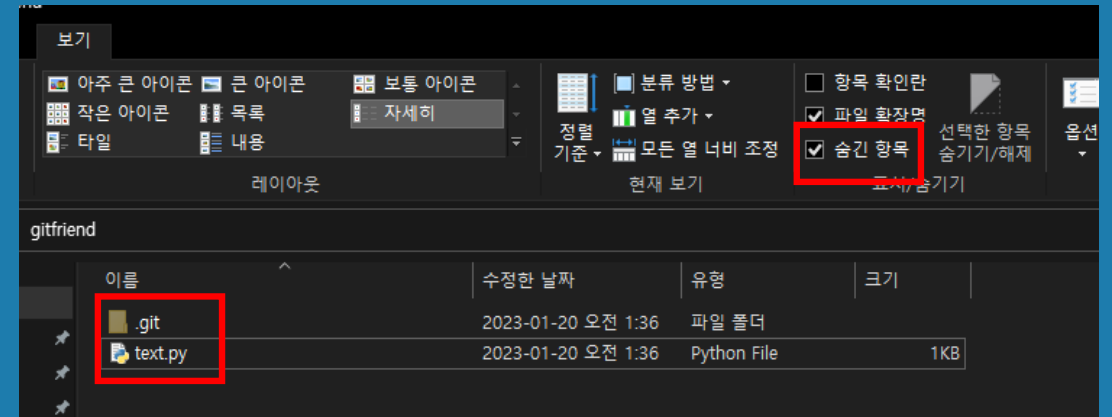 보기
아주 큰 아이콘 큰 아이콘 보통 아이콘
작은 아이콘 목록 자세히
타일 내용
레이아웃
정렬
기준
분류 방법
열 추가
모든 열 너비 조정
현재 보기
항목 확인란
파일 확장명
숨긴 항목
선택한 항목
숨기기/해제
표시/숨기기
옵션
gitfriend
이름 수정한 날짜 유형 크기
.git 2023-01-20 오전 1:36 파일 폴더
text.py 2023-01-20 오전 1:36 Python File 1KB